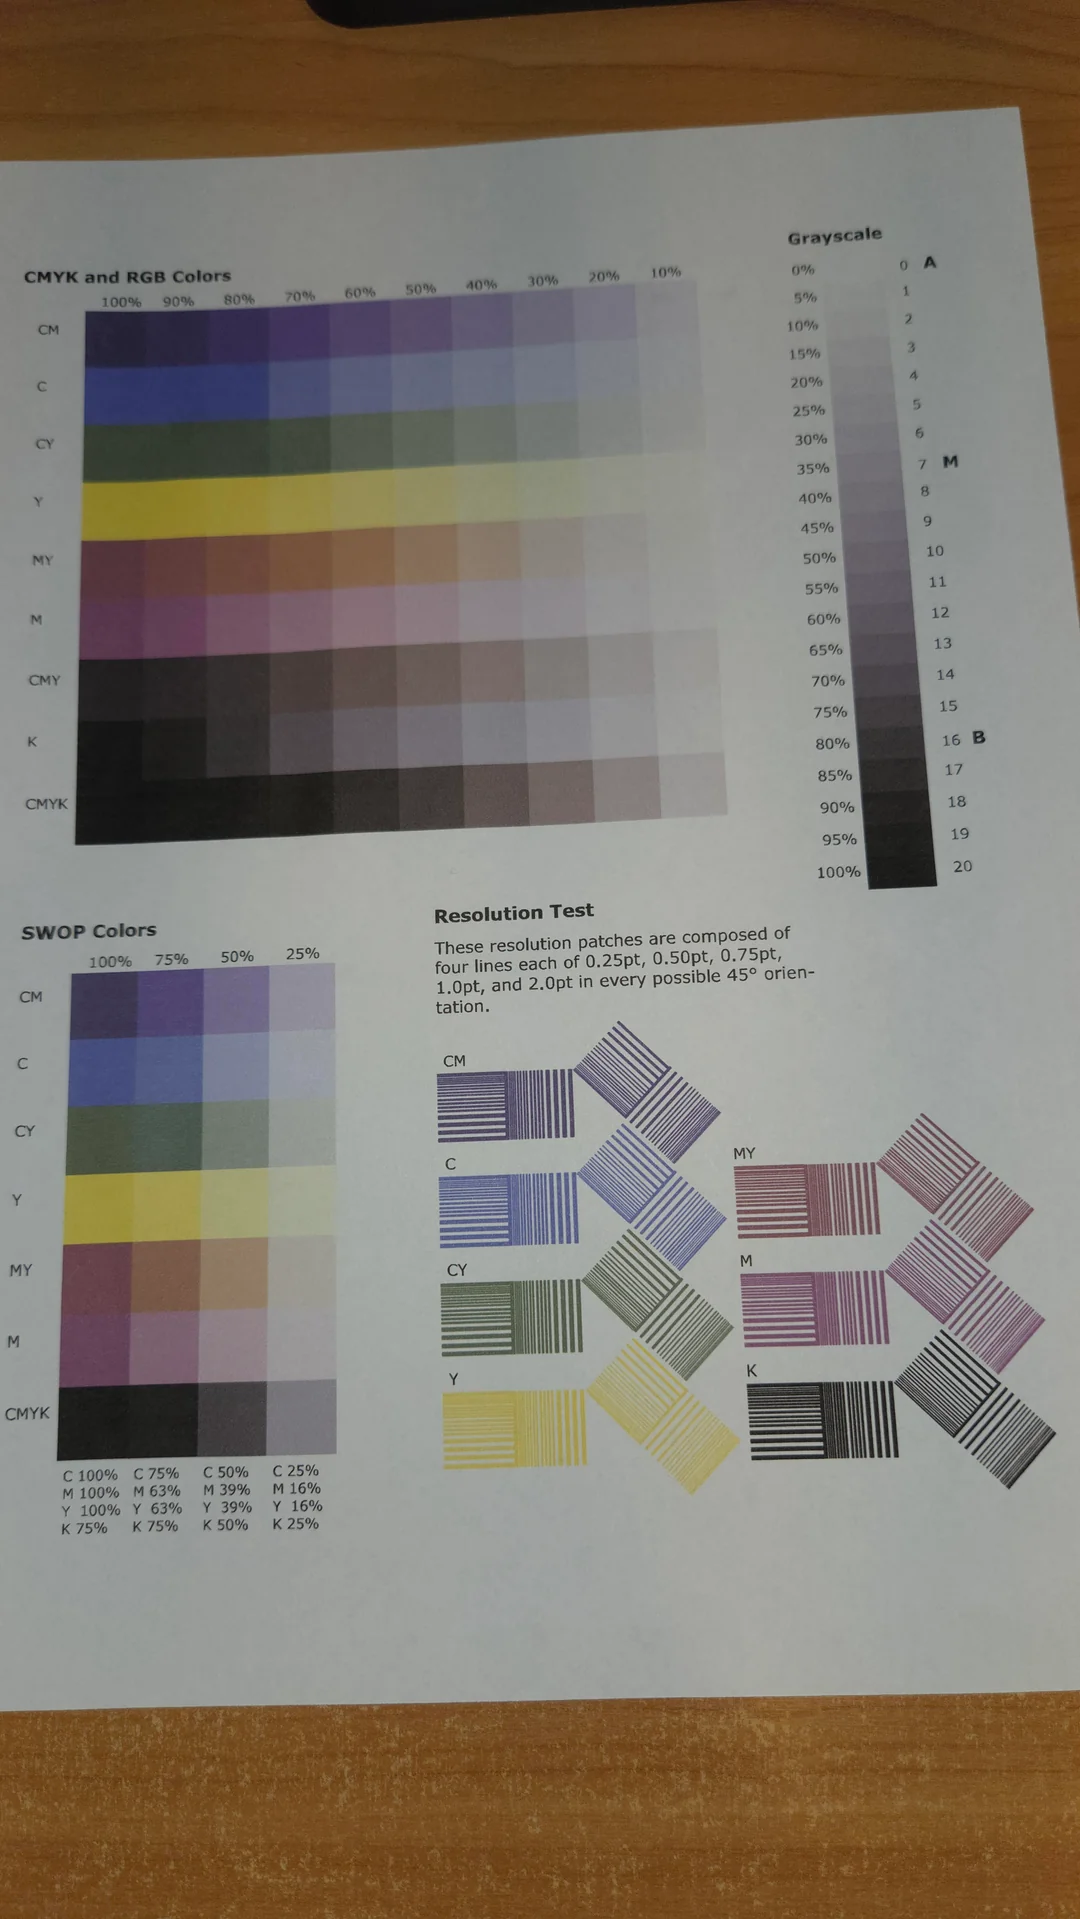 CMYK and RGB Colors
100% 90% 80% 70% 60% 50% 40% 30% 20% 10%
CM
C
CY
Y
MY
M
CMY
K
CMYK
Grayscale
0% 0 A
5% 1
10% 2
15% 3
20% 4
25% 5
30% 6
35% 7 M
40% 8
45% 9
50% 10
55% 11
60% 12
65% 13
70% 14
75% 15
80% 16 B
85% 17
90% 18
95% 19
100% 20
SWOP Colors
100% 75% 50% 25%
CM
C
CY
Y
MY
M
CMYK
C 100% C 75% C 50% C 25%
M 100% M 63% M 39% M 16%
Y 100% Y 63% Y 39% Y 16%
K 75% K 75% K 50% K 25%
Resolution Test
These resolution patches are composed of
four lines each of 0.25pt, 0.50pt, 0.75pt,
1.0pt, and 2.0pt in every possible 45° orien-
tation.
CM
C
CY
Y
MY
M
K